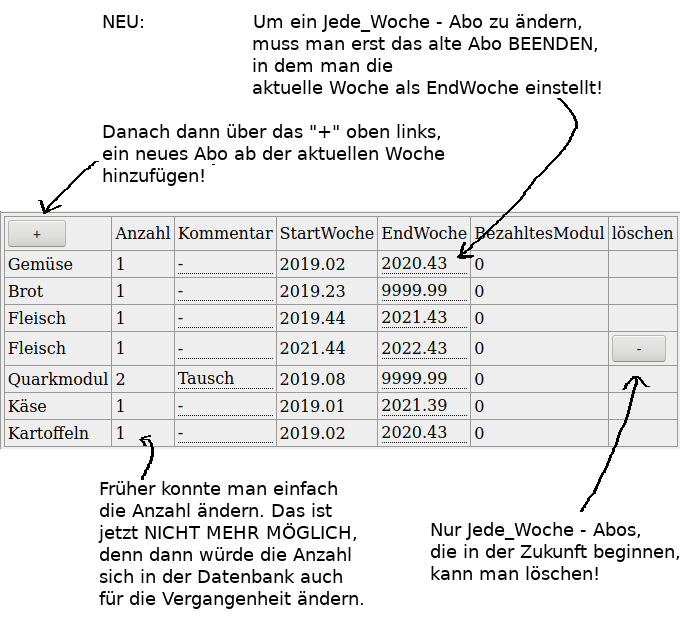 NEU:
Um ein Jede_Woche - Abo zu ändern,
muss man erst das alte Abo BEENDEN,
in dem man die
aktuelle Woche als EndWoche einstellt!
Danach dann über das "+" oben links,
ein neues Abo ab der aktuellen Woche
hinzufügen!
+ Anzahl Kommentar StartWoche EndWoche BezahltesModul löschen
Gemüse 1 - 2019.02 2020.43 0
Brot 1 - 2019.23 9999.99 0
Fleisch 1 - 2019.44 2021.43 0
Fleisch 1 - 2021.44 2022.43 0 -
Quarkmodul 2 Tausch 2019.08 9999.99 0
Käse 1 - 2019.01 2021.39 0
Kartoffeln 1 - 2019.02 2020.43 0
Früher konnte man einfach
die Anzahl ändern. Das ist
jetzt NICHT MEHR MÖGLICH,
denn dann würde die Anzahl
sich in der Datenbank auch
für die Vergangenheit ändern.
Nur Jede_Woche - Abos,
die in der Zukunft beginnen,
kann man löschen!